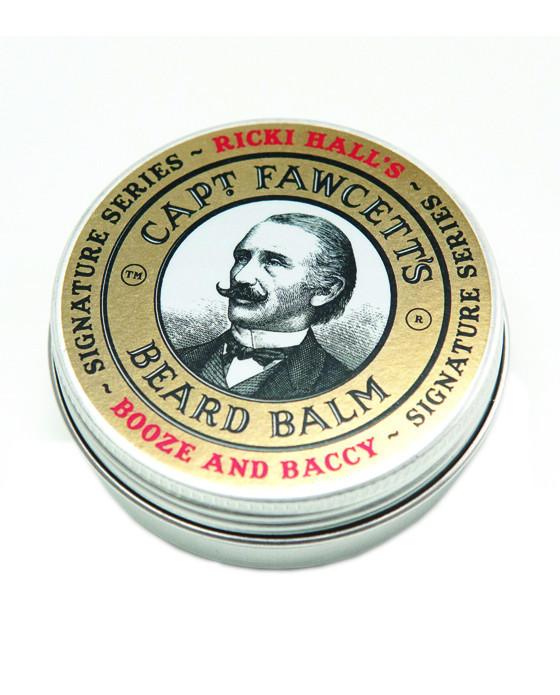 SIGNATURE SERIES ~ RICKI HALL'S ~ SIGNATURE SERIES ~ BOOZE AND BACCY ~
CAPT FAWCETT'S
TM
R
BEARD BALM